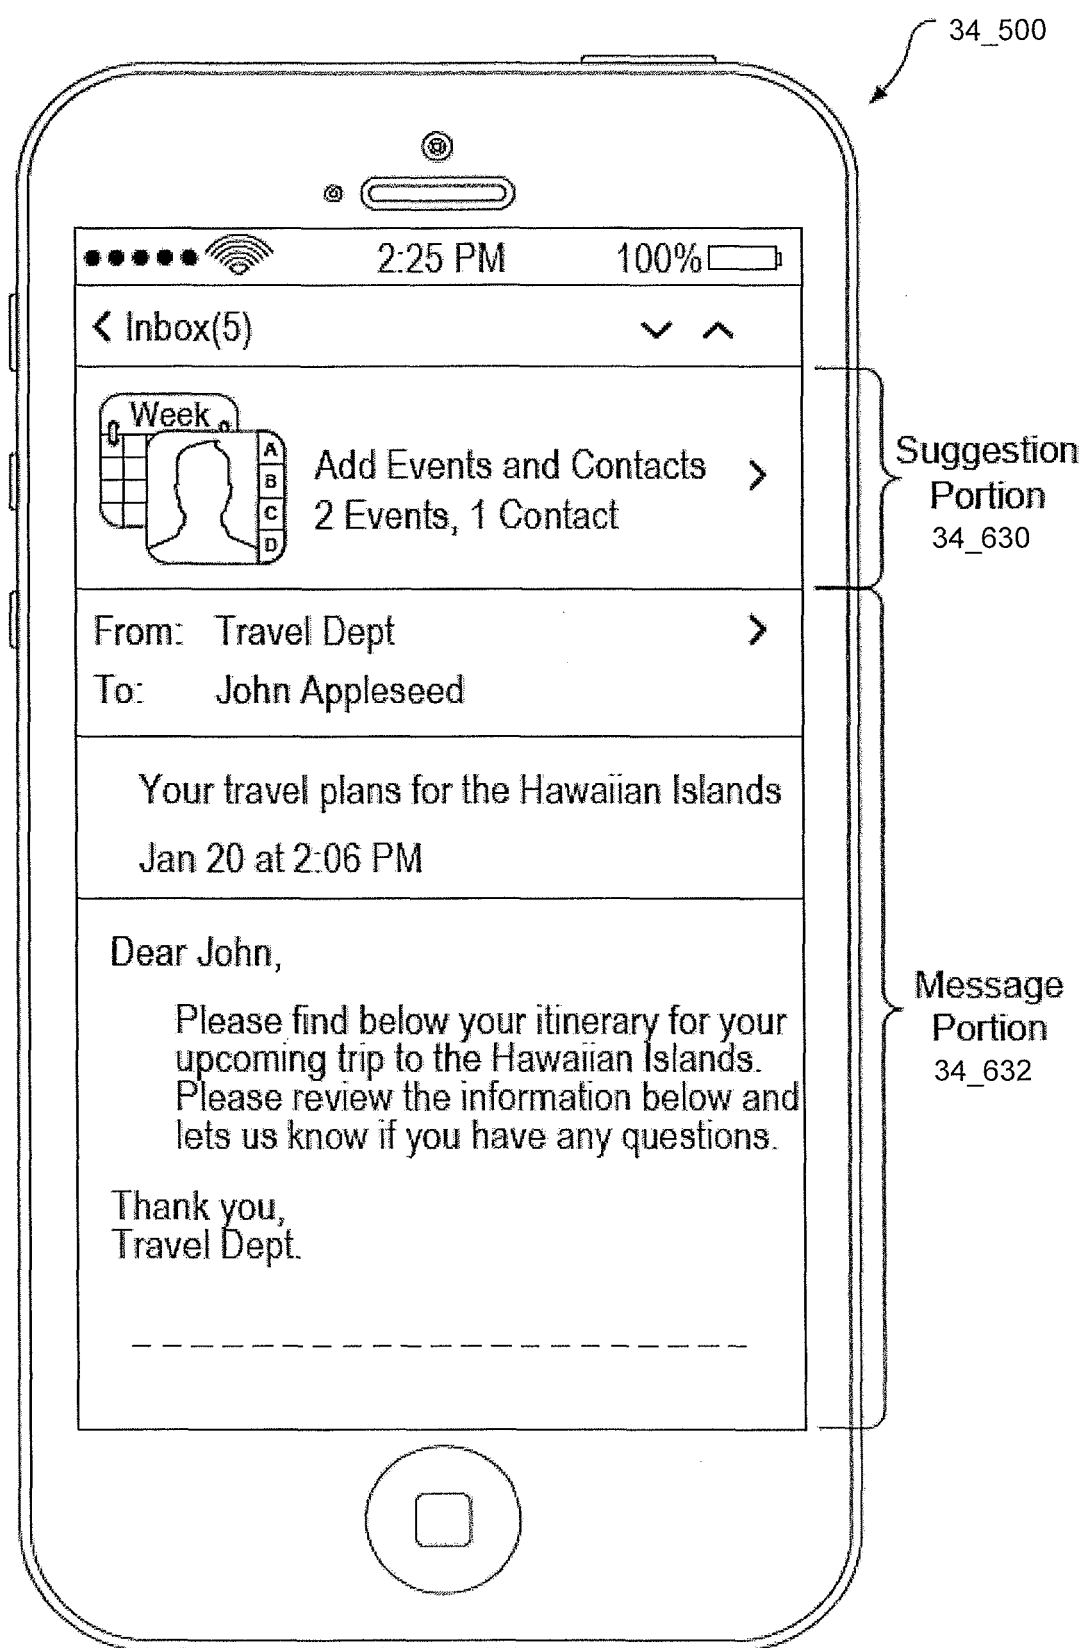 34_500
2:25 PM 100%
Inbox(5)
Week
A
B
C
D
Add Events and Contacts
2 Events, 1 Contact
Suggestion
Portion
34_630
From: Travel Dept
To: John Appleseed
Your travel plans for the Hawaiian Islands
Jan 20 at 2:06 PM
Dear John,
Please find below your itinerary for your
upcoming trip to the Hawaiian Islands.
Please review the information below and
lets us know if you have any questions.
Thank you,
Travel Dept.
Message
Portion
34_632